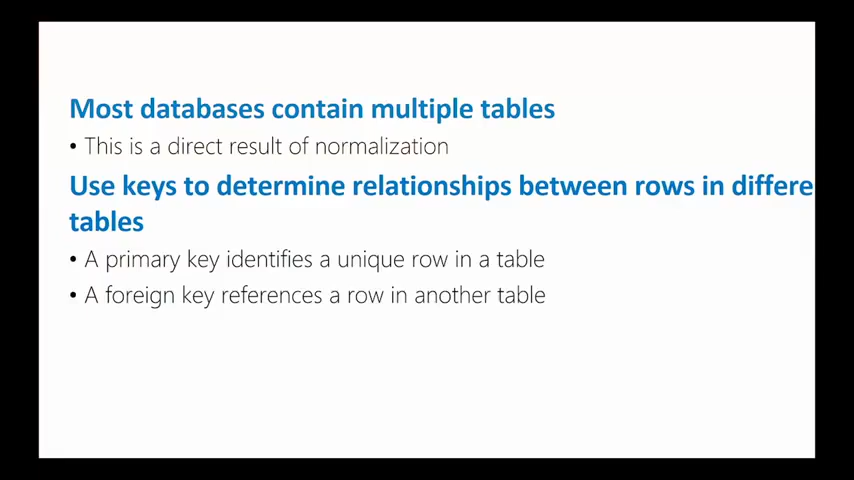 Most databases contain multiple tables
• This is a direct result of normalization
Use keys to determine relationships between rows in differe
tables
• A primary key identifies a unique row in a table
• A foreign key references a row in another table